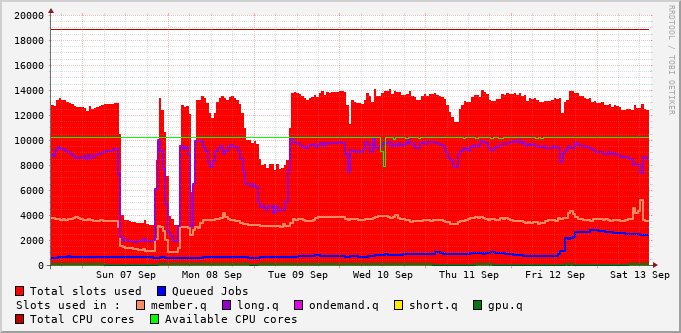 20000
18000
16000
14000
12000
10000
8000
6000
4000
2000
0
Sun 07 Sep Mon 08 Sep Tue 09 Sep Wed 10 Sep Thu 11 Sep Fri 12 Sep Sat 13 Sep
Total slots used Queued Jobs
Slots used in : member.q long.q ondemand.q short.q gpu.q
Total CPU cores Available CPU cores
RRDTOOL / TOBI OETIKER